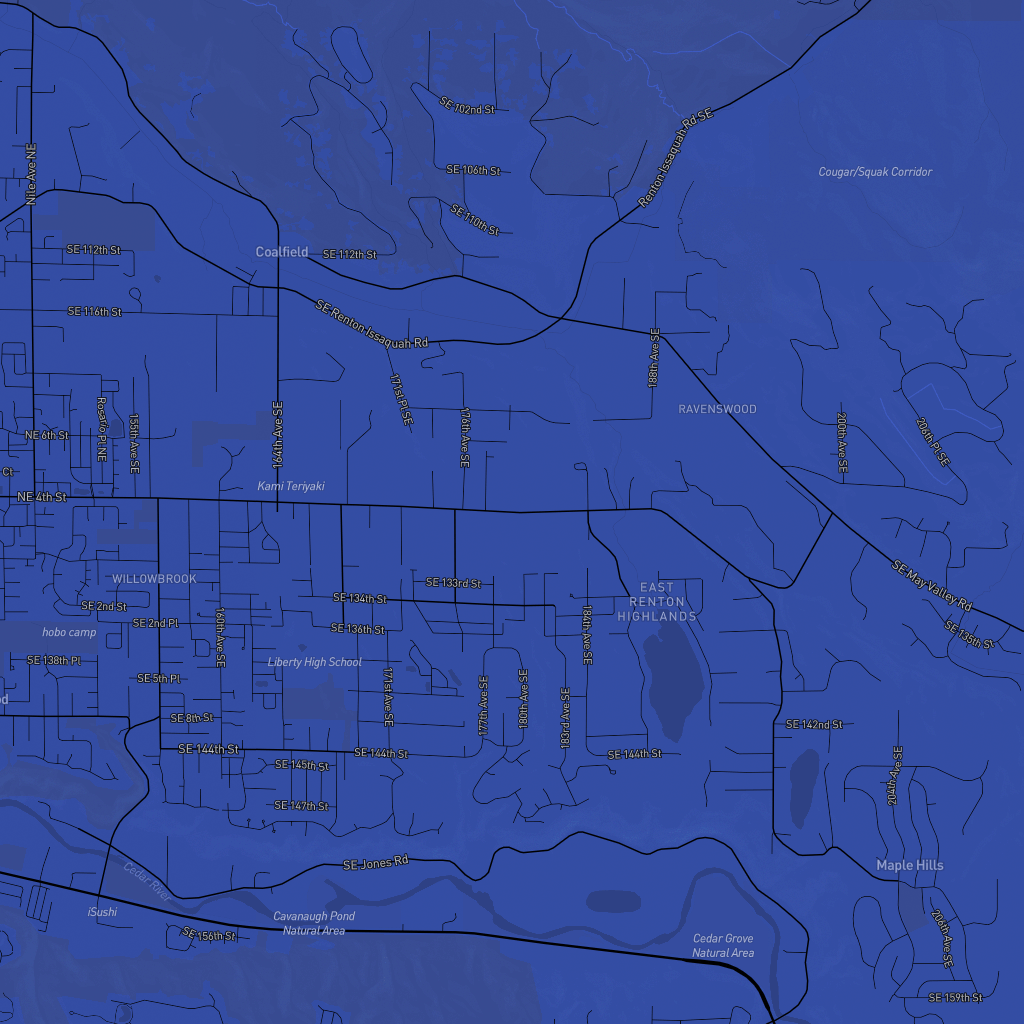 SE 102nd St
Renton Issaquah Rd SE
Nile Ave NE
SE 106th St
Cougar/Squak Corridor
SE 110th St
SE 112th St
Coalfield
SE 112th St
SE 116th St
SE Renton Issaquah Rd
188th Ave SE
171st Pl SE
RAVENSWOOD
Rosario Pl NE
155th Ave SE
164th Ave SE
176th Ave SE
200th Ave SE
206th Pl SE
NE 6th St
Ct
Kami Teriyaki
NE 4th St
WILLOWBROOK
SE 133rd St
SE May Valley Rd
EAST
RENTON
HIGHLANDS
SE 134th St
SE 2nd St
SE 2nd Pl
160th Ave SE
SE 136th St
184th Ave SE
SE 135th St
hobo camp
SE 138th Pl
Liberty High School
SE 5th Pl
171st Ave SE
177th Ave SE
180th Ave SE
183rd Ave SE
d
SE 8th St
SE 142nd St
SE 144th St
SE 144th St
SE 144th St
SE 145th St
204th Ave SE
SE 147th St
SE Jones Rd
Maple Hills
Cedar River
iSushi
Cavanaugh Pond
Natural Area
SE 156th St
206th Ave SE
Cedar Grove
Natural Area
SE 159th St